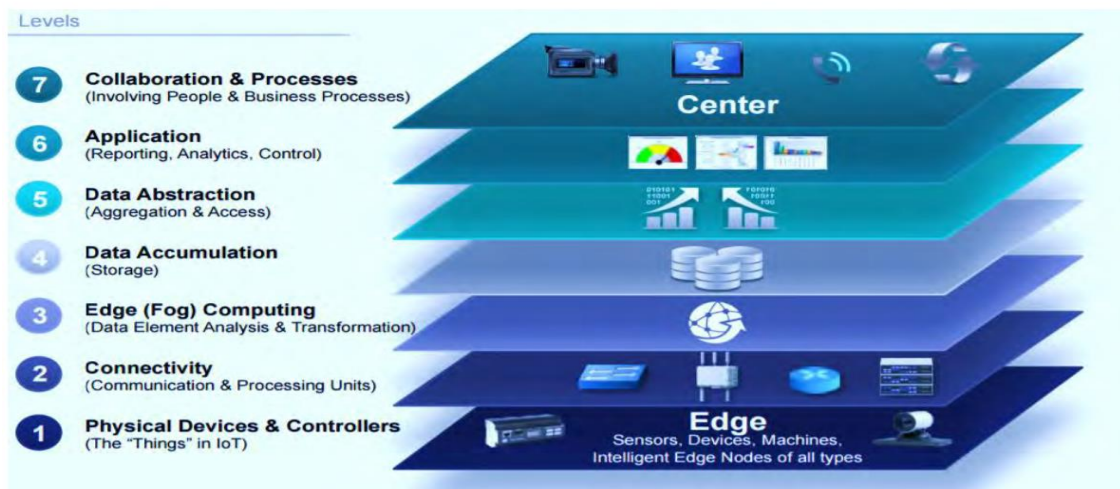 Levels
7
Collaboration & Processes
(Involving People & Business Processes)
6
Application
(Reporting, Analytics, Control)
5
Data Abstraction
(Aggregation & Access)
4
Data Accumulation
(Storage)
3
Edge (Fog) Computing
(Data Element Analysis & Transformation)
2
Connectivity
(Communication & Processing Units)
1
Physical Devices & Controllers
(The “Things” in IoT)
Center
Edge
Sensors, Devices, Machines,
Intelligent Edge Nodes of all types